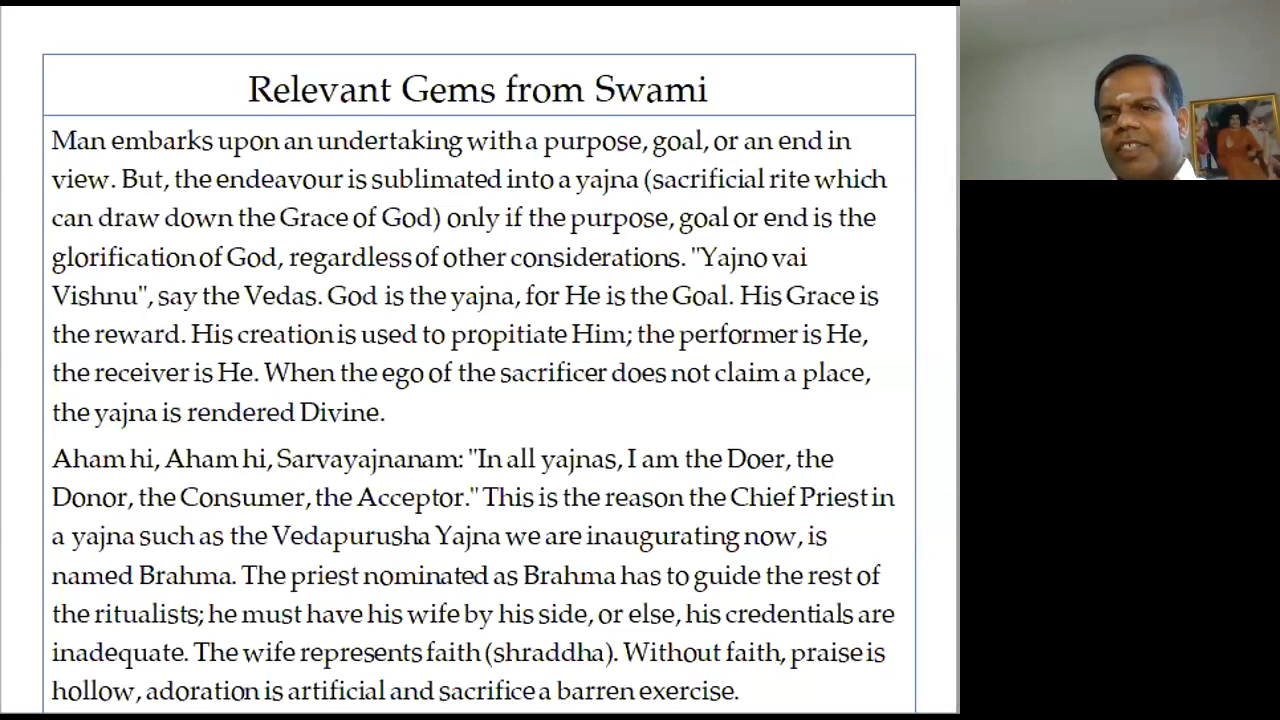 Relevant Gems from Swami
Man embarks upon an undertaking with a purpose, goal, or an end in
view. But, the endeavour is sublimated into a yajna (sacrificial rite which
can draw down the Grace of God) only if the purpose, goal or end is the
glorification of God, regardless of other considerations. "Yajno vai
Vishnu", say the Vedas. God is the yajna, for He is the Goal. His Grace is
the reward. His creation is used to propitiate Him; the performer is He,
the receiver is He. When the ego of the sacrificer does not claim a place,
the yajna is rendered Divine.
Aham hi, Aham hi, Sarvayajnanam: "In all yajnas, I am the Doer, the
Donor, the Consumer, the Acceptor." This is the reason the Chief Priest in
a yajna such as the Vedapurusha Yajna we are inaugurating now, is
named Brahma. The priest nominated as Brahma has to guide the rest of
the ritualists; he must have his wife by his side, or else, his credentials are
inadequate. The wife represents faith (shraddha). Without faith, praise is
hollow, adoration is artificial and sacrifice a barren exercise.